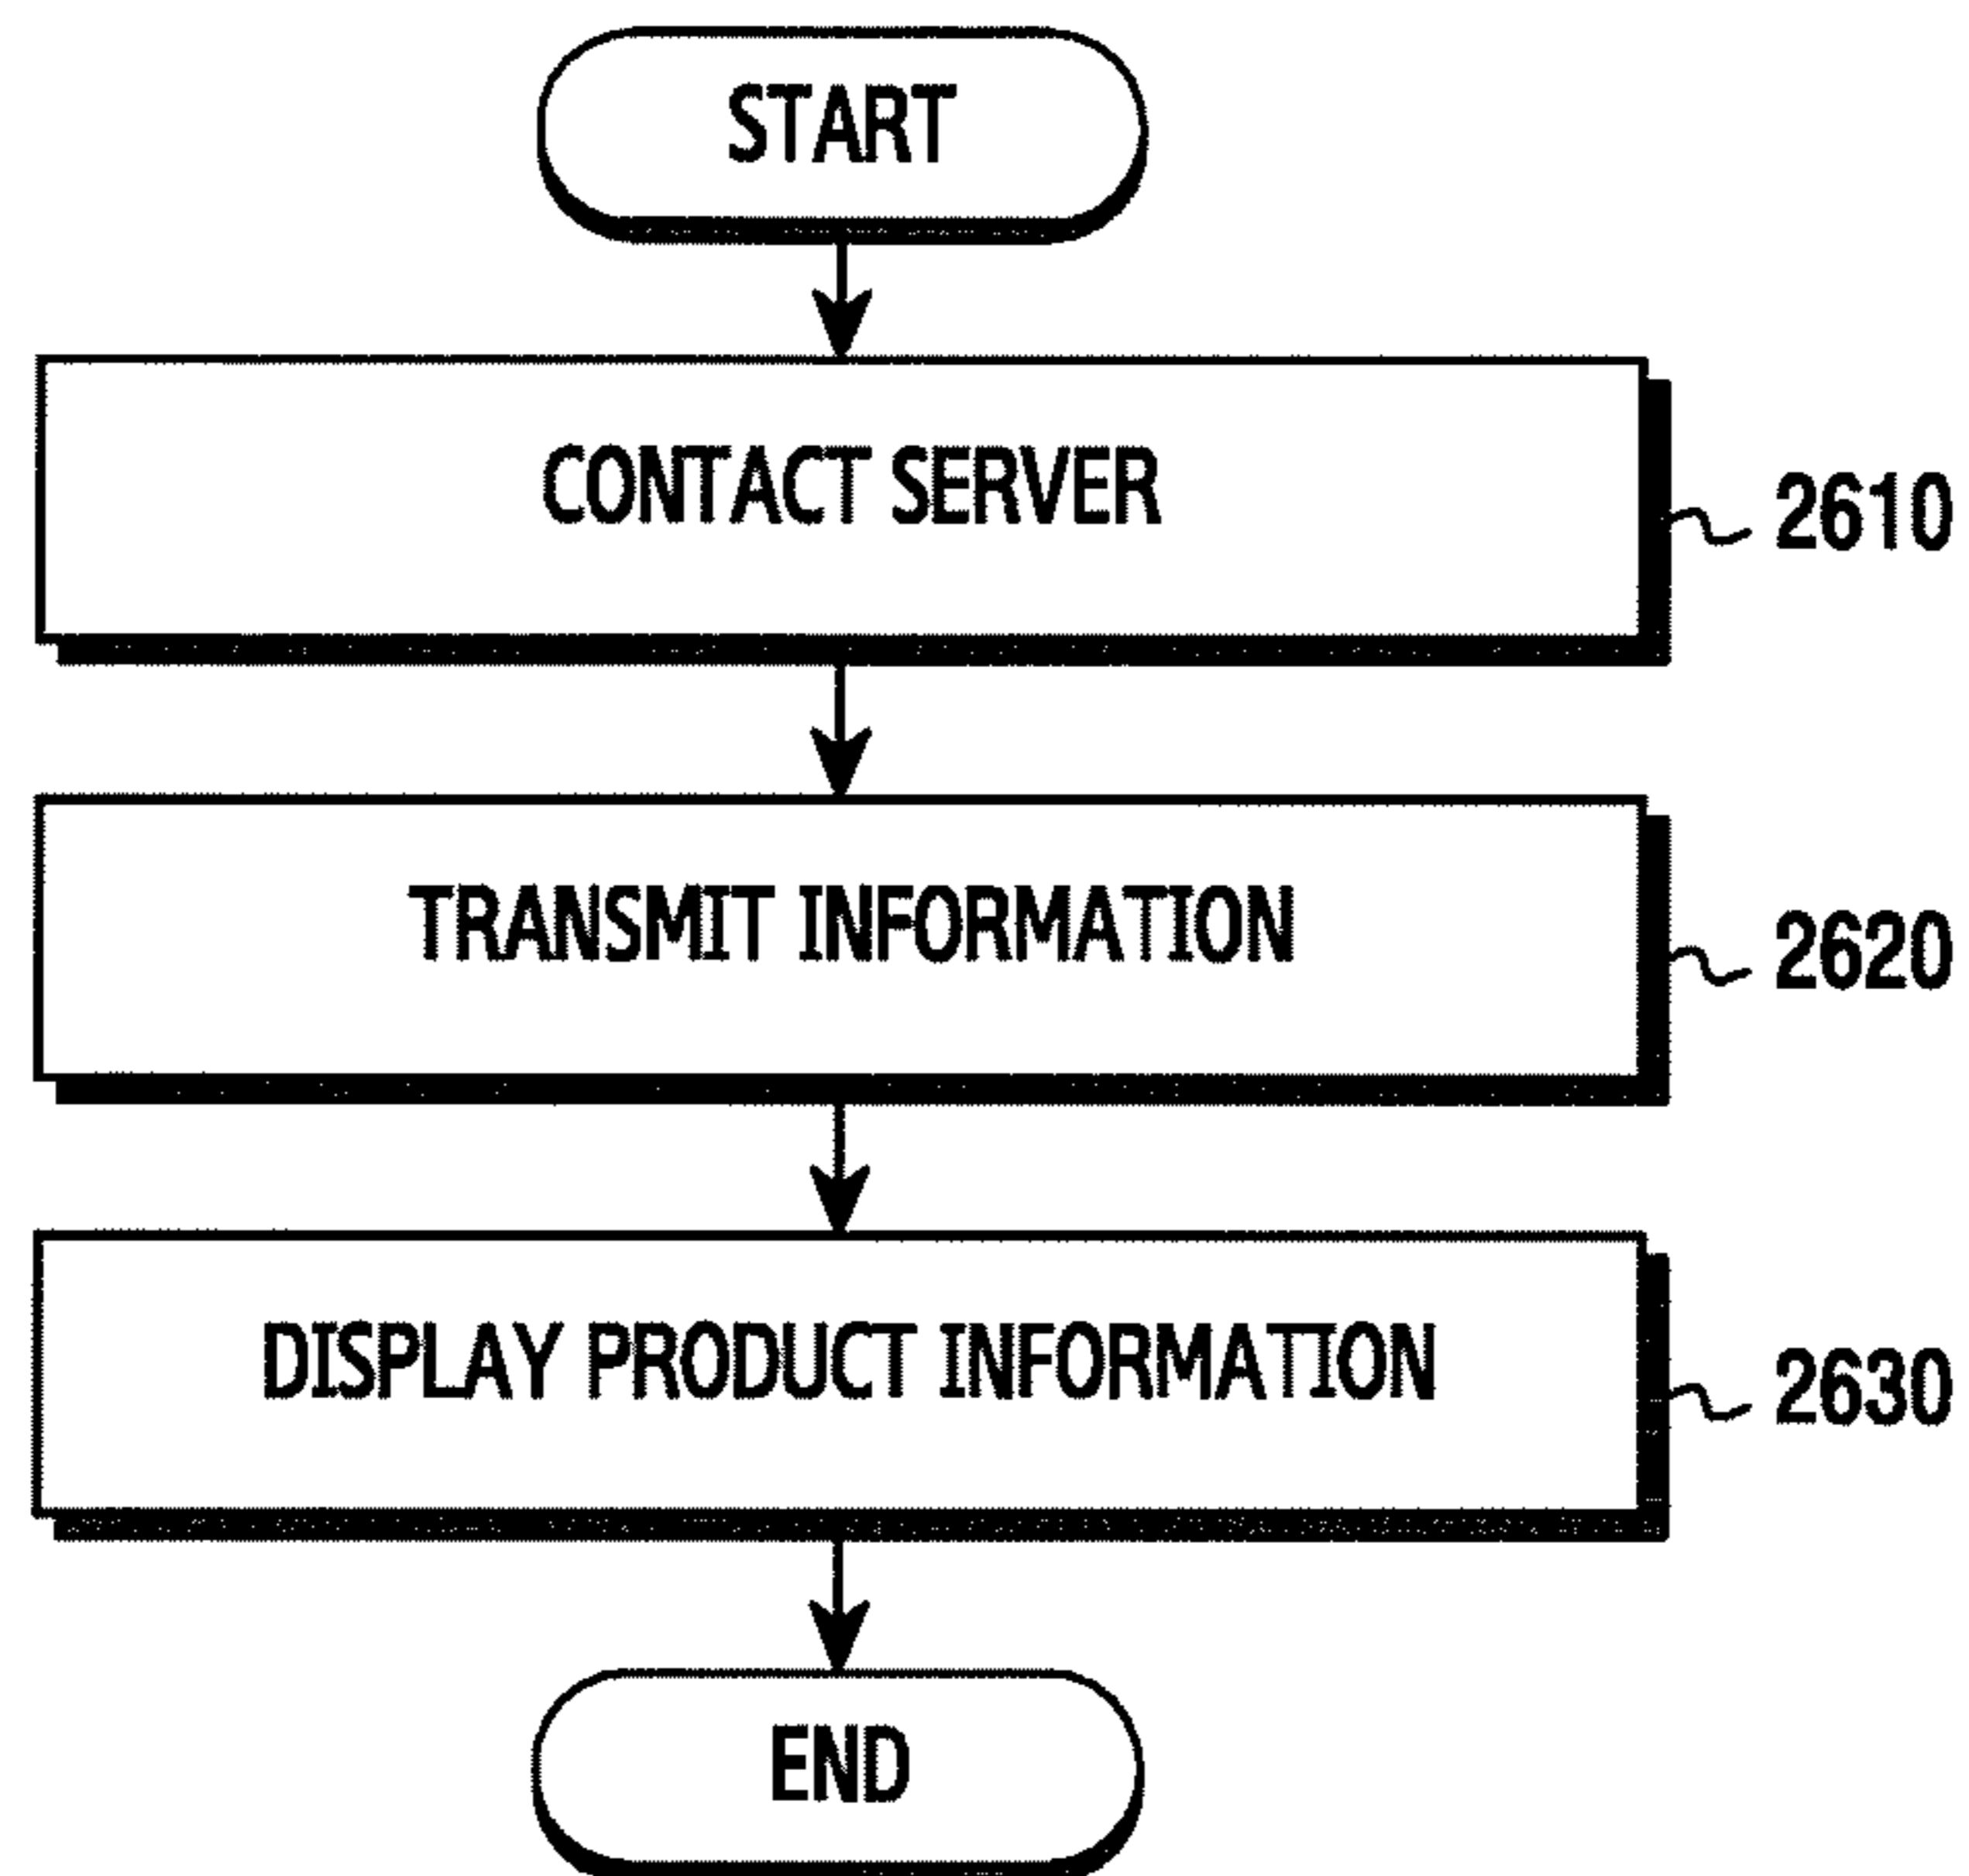 START
CONTACT SERVER
2610
TRANSMIT INFORMATION
2620
DISPLAY PRODUCT INFORMATION
2630
END